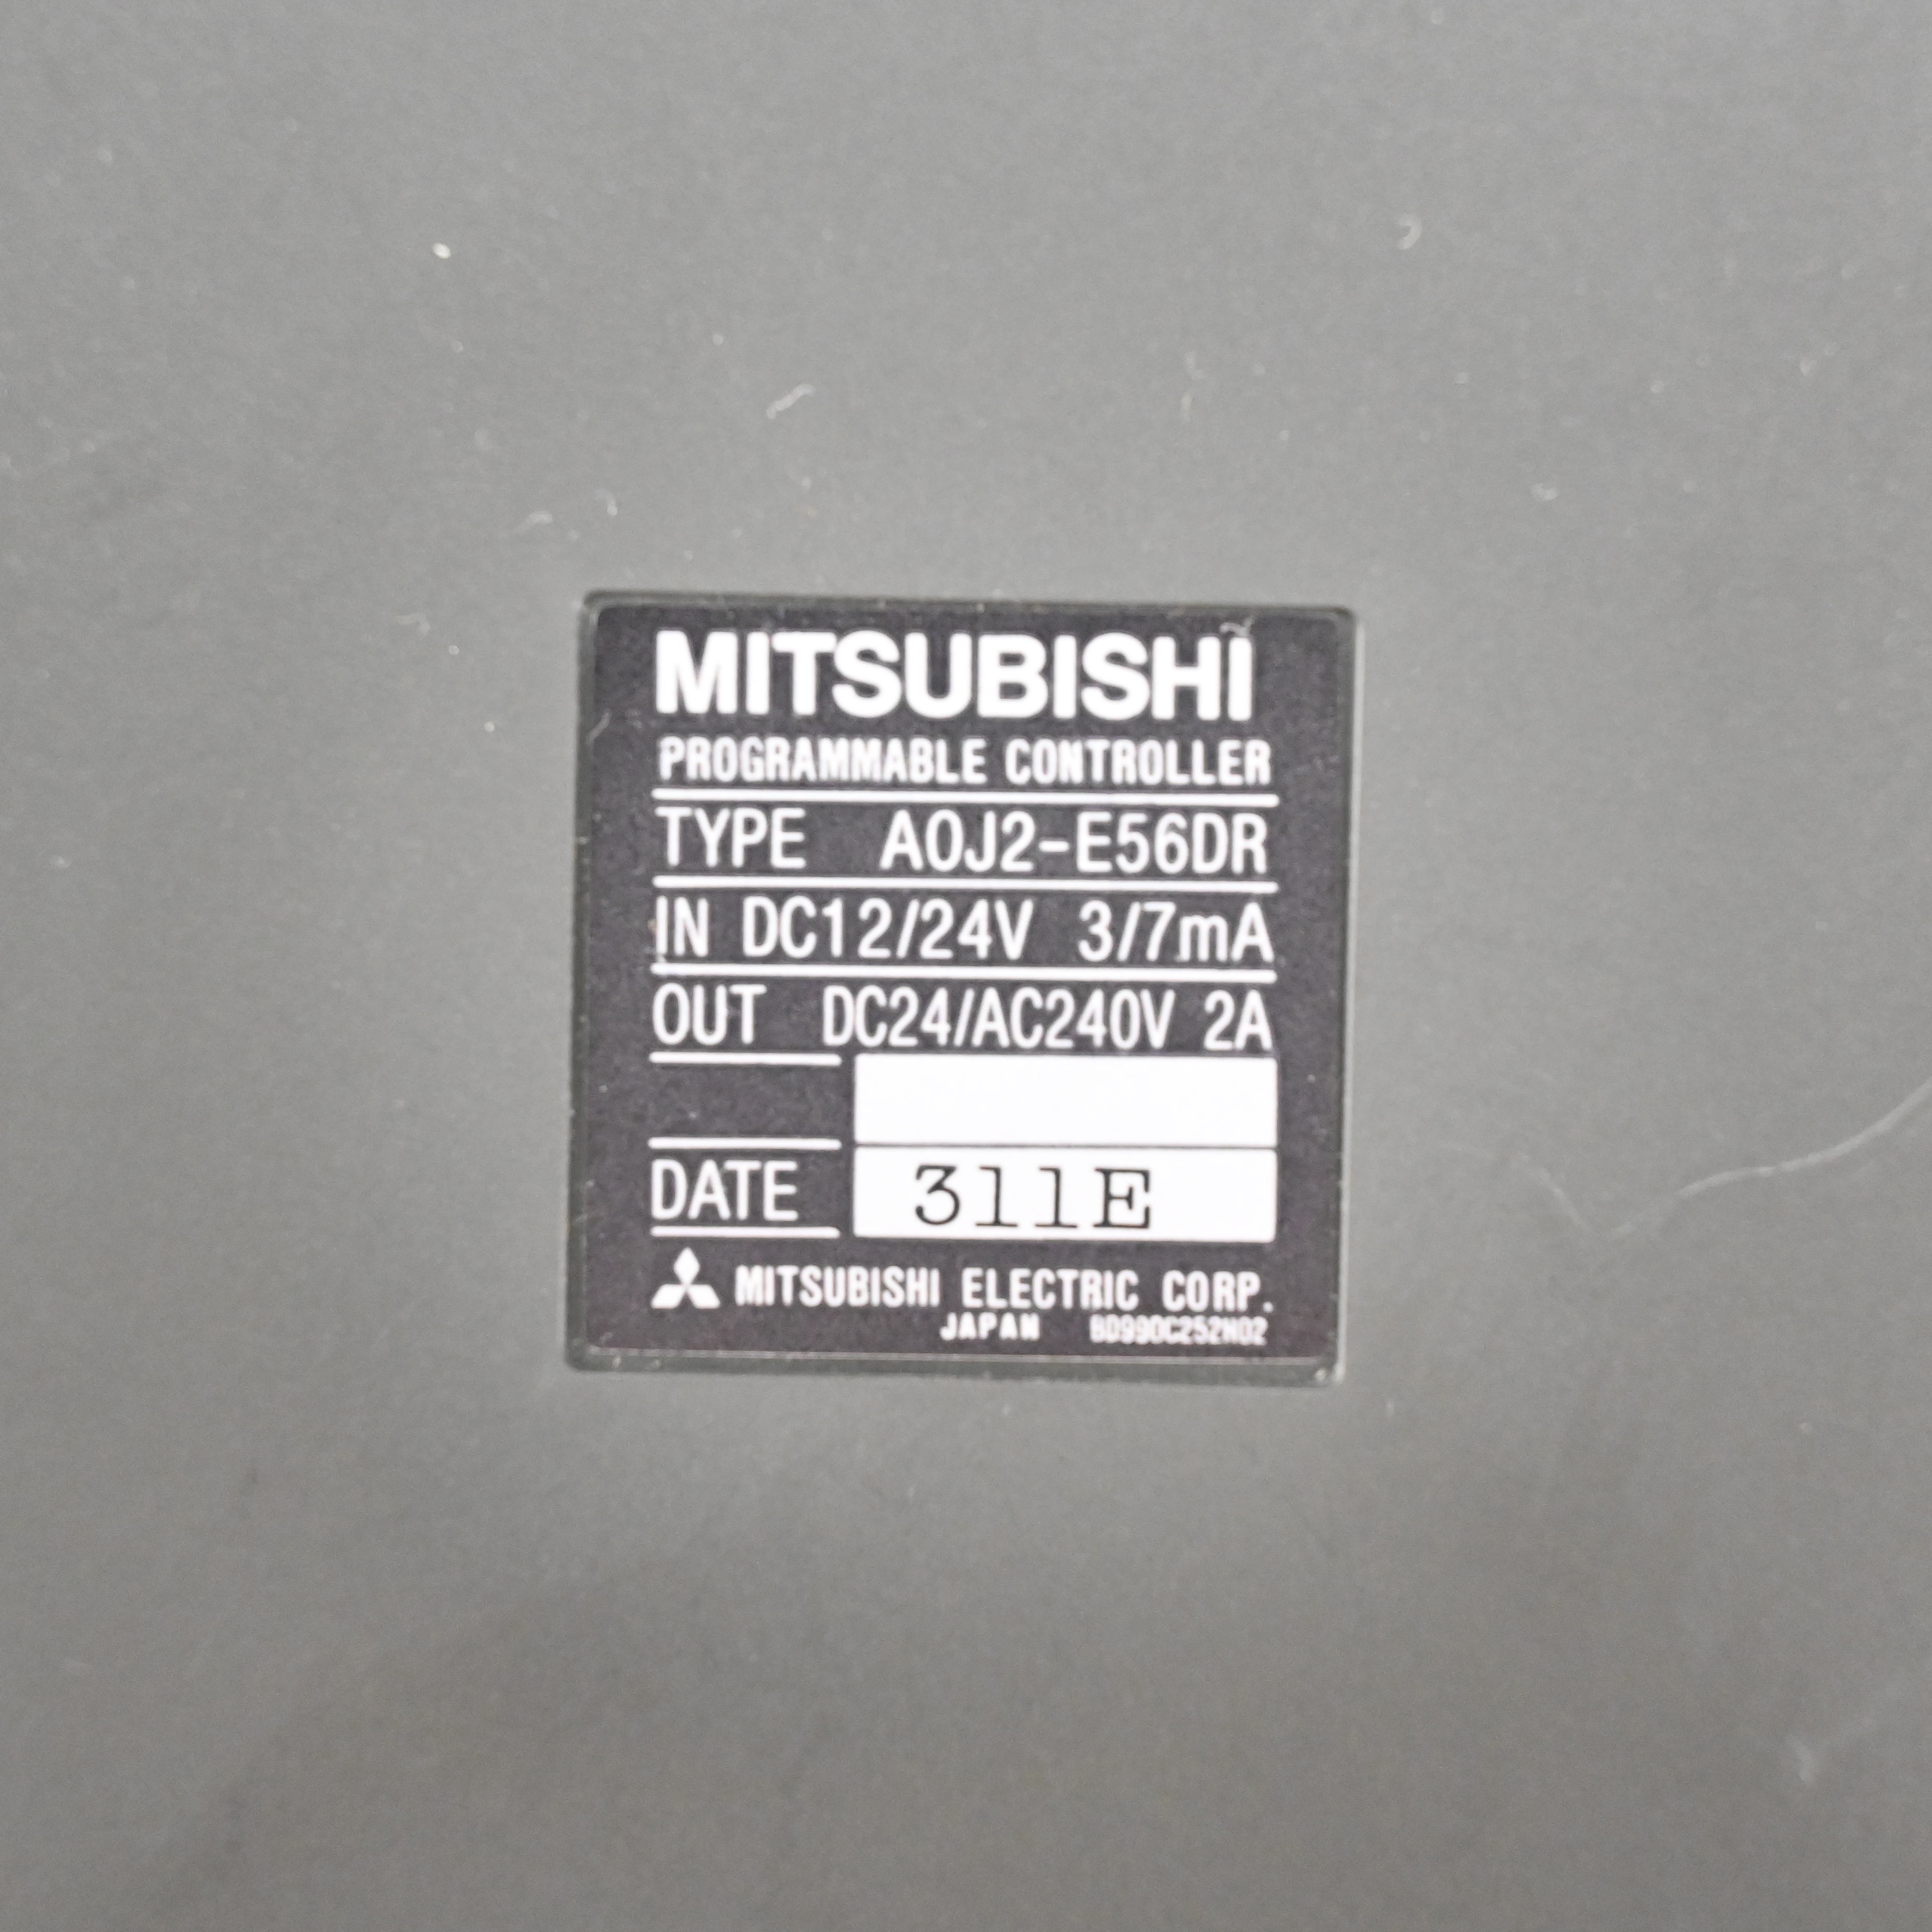 MITSUBISHI
PROGRAMMABLE CONTROLLER
TYPE A0J2-E56DR
IN DC12/24V 3/7mA
OUT DC24/AC240V 2A
DATE 311E
MITSUBISHI ELECTRIC CORP.
JAPAN BD990C252H02